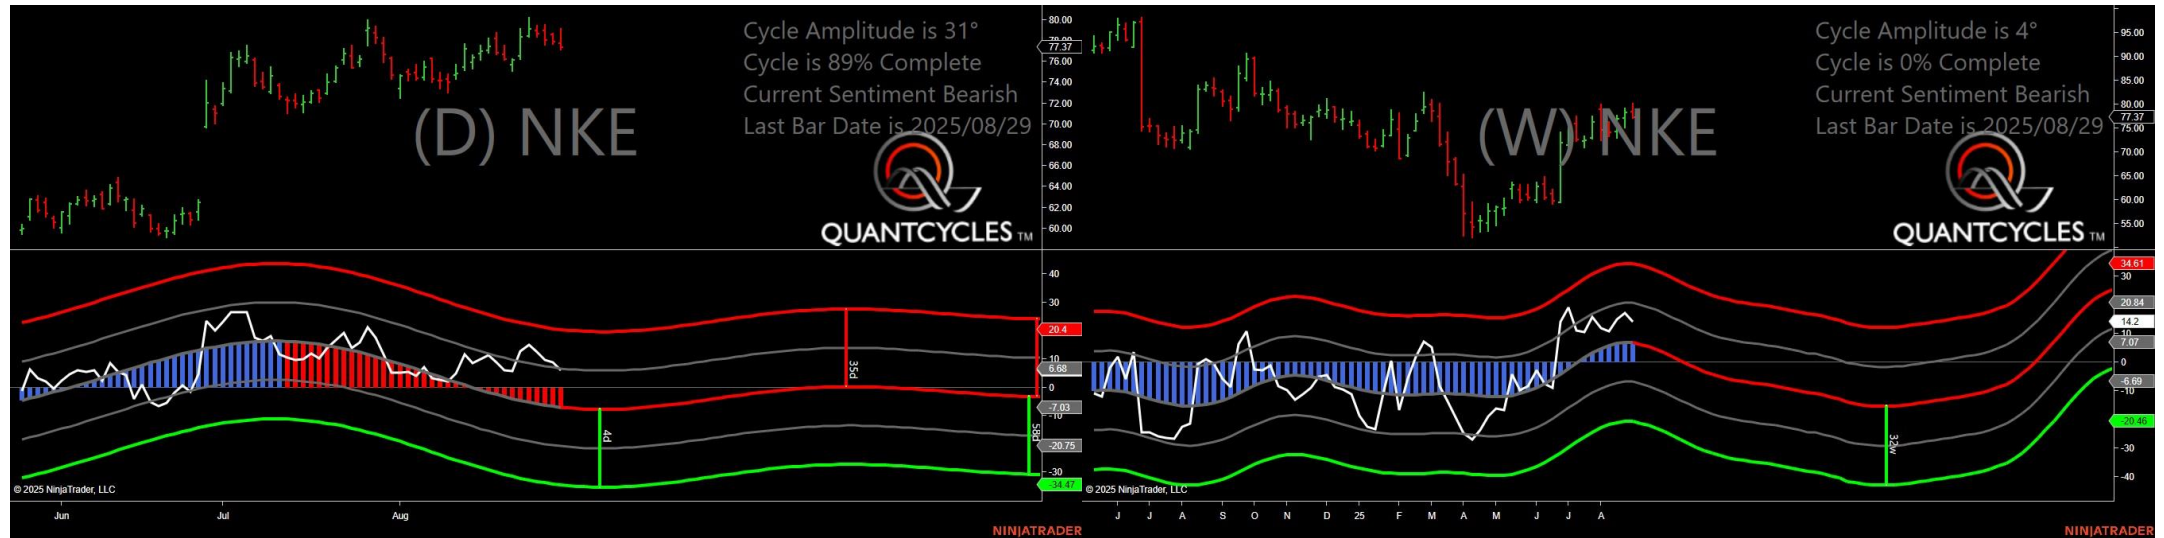 Cycle Amplitude is 31°
Cycle is 89% Complete
Current Sentiment Bearish
Last Bar Date is 2025/08/29
(D) NKE
QUANTCYCLES TM
80.00
77.37
76.00
74.00
72.00
70.00
68.00
66.00
64.00
62.00
60.00
40
30
20.4
10
6.68
0
-7.03
-10
-20.75
-30
-34.47
4d
35d
58d
© 2025 NinjaTrader, LLC
Jun
Jul
Aug
NINJATRADER
Cycle Amplitude is 4°
Cycle is 0% Complete
Current Sentiment Bearish
Last Bar Date is 2025/08/29
(W) NKE
QUANTCYCLES TM
95.00
90.00
85.00
80.00
77.37
75.00
70.00
65.00
60.00
55.00
34.61
30
20.84
14.2
10
7.07
0
-6.69
-10
-20.46
-30
-40
32w
© 2025 NinjaTrader, LLC
J J A S O N D 25 F M A M J J A
NINJATRADER